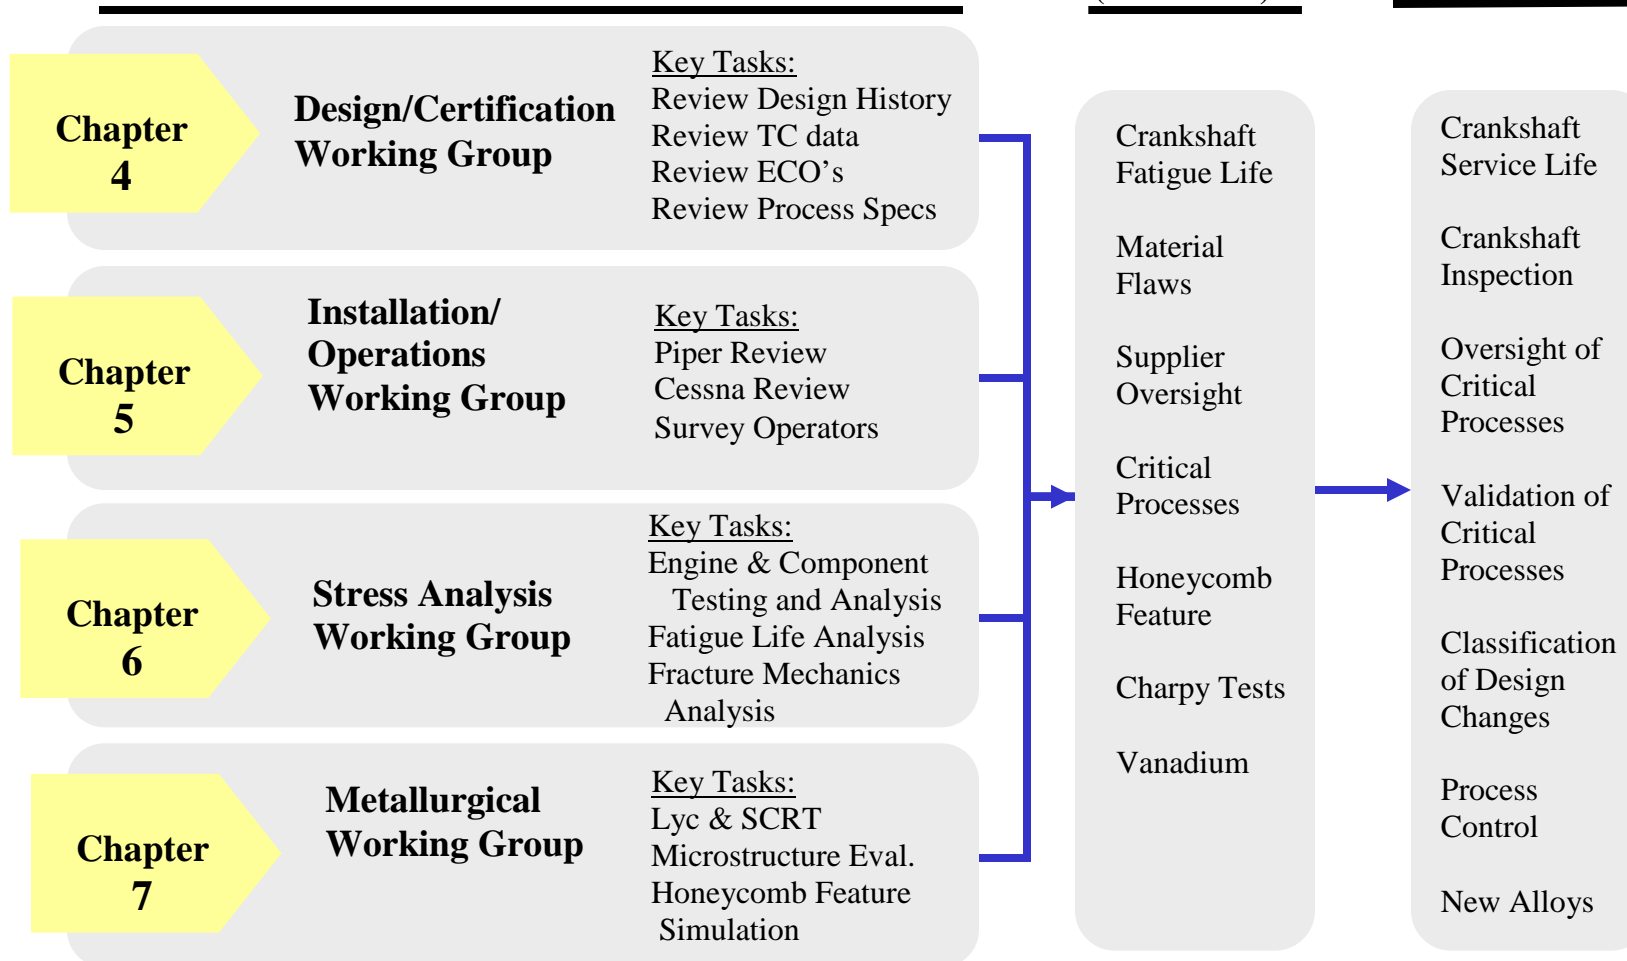 Chapter
4
Design/Certification
Working Group
Key Tasks:
Review Design History
Review TC data
Review ECO’s
Review Process Specs
Chapter
5
Installation/
Operations
Working Group
Key Tasks:
Piper Review
Cessna Review
Survey Operators
Chapter
6
Stress Analysis
Working Group
Key Tasks:
Engine & Component
Testing and Analysis
Fatigue Life Analysis
Fracture Mechanics
Analysis
Chapter
7
Metallurgical
Working Group
Key Tasks:
Lyc & SCRT
Microstructure Eval.
Honeycomb Feature
Simulation
Crankshaft
Fatigue Life
Material
Flaws
Supplier
Oversight
Critical
Processes
Honeycomb
Feature
Charpy Tests
Vanadium
Crankshaft
Service Life
Crankshaft
Inspection
Oversight of
Critical
Processes
Validation of
Critical
Processes
Classification
of Design
Changes
Process
Control
New Alloys